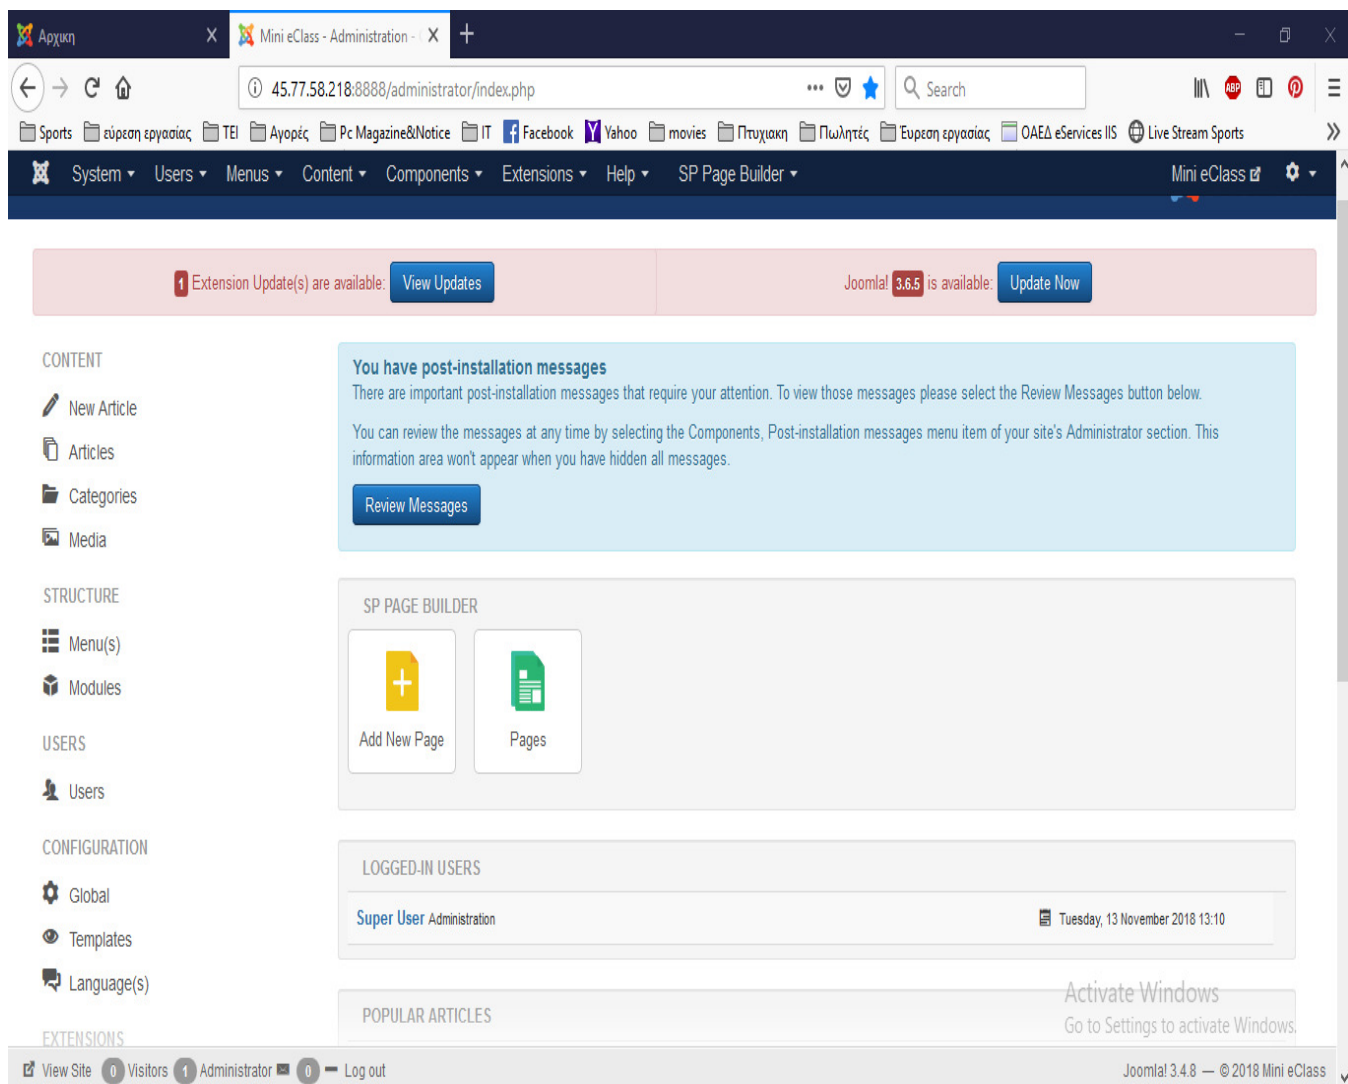 Αρχικη
Mini eClass - Administration -
45.77.58.218:8888/administrator/index.php
Search
Sports εύρεση εργασίας TEI Αγορές Pc Magazine&Notice IT Facebook Yahoo movies Πτυχιακη Πωλητές Έυρεση εργασίας ΟΑΕΔ eServices IIS Live Stream Sports
System Users Menus Content Components Extensions Help SP Page Builder Mini eClass
1 Extension Update(s) are available: View Updates
Joomla! 3.6.5 is available: Update Now
CONTENT
New Article
Articles
Categories
Media
STRUCTURE
Menu(s)
Modules
USERS
Users
CONFIGURATION
Global
Templates
Language(s)
EXTENSIONS
You have post-installation messages
There are important post-installation messages that require your attention. To view those messages please select the Review Messages button below.
You can review the messages at any time by selecting the Components, Post-installation messages menu item of your site's Administrator section. This
information area won't appear when you have hidden all messages.
Review Messages
SP PAGE BUILDER
Add New Page
Pages
LOGGED-IN USERS
Super User Administration
Tuesday, 13 November 2018 13:10
POPULAR ARTICLES
Activate Windows
Go to Settings to activate Windows.
View Site 0 Visitors 1 Administrator 0 Log out
Joomla! 3.4.8 — © 2018 Mini eClass